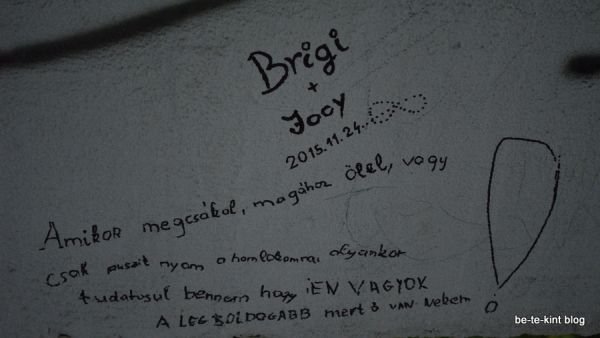 Brigi
+
Jocy
2015.11.24.
Amikor megcsókol, magához ölel, vagy
csak puszit nyom a homlokomra, olyankor
tudatosul bennem hogy ÉN VAGYOK
A LEGBOLDOGABB mert ő VAN Nekem
!
be-te-kint blog